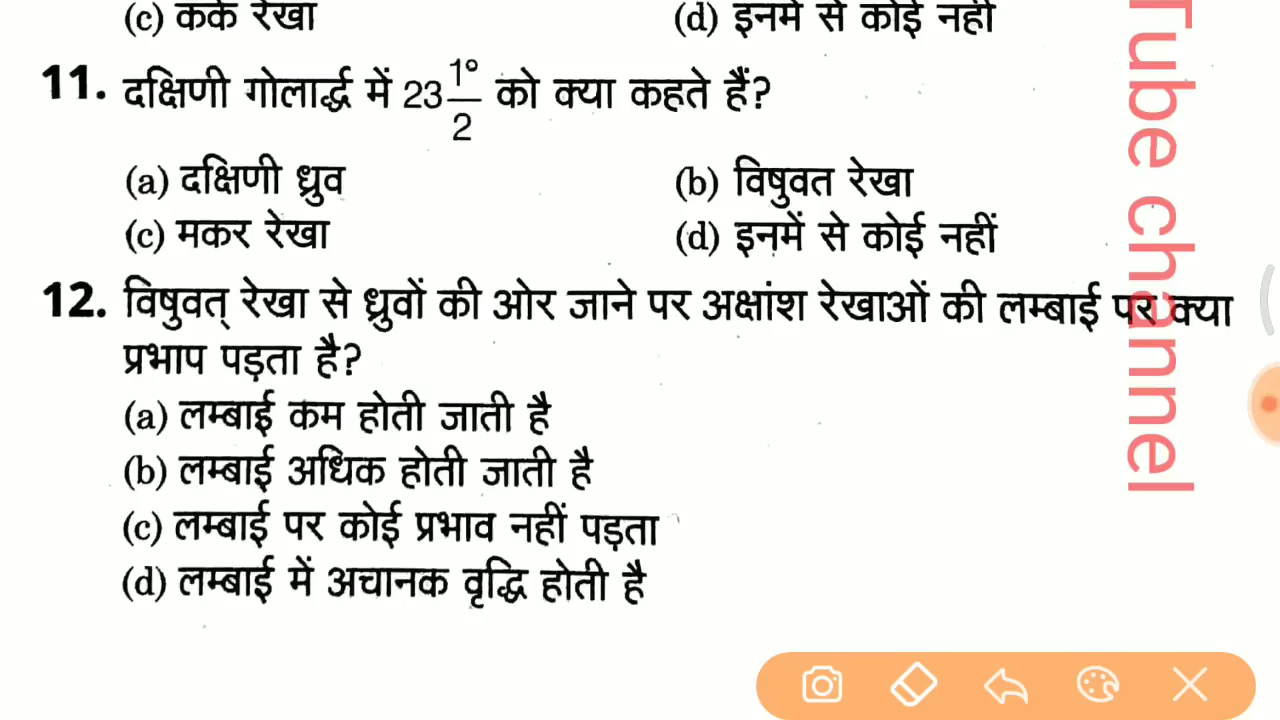 (c) कर्क रेखा (d) इनमें से कोई नहीं
11. दक्षिणी गोलार्द्ध में 23 1°/2 को क्या कहते हैं?
(a) दक्षिणी ध्रुव (b) विषुवत रेखा
(c) मकर रेखा (d) इनमें से कोई नहीं
12. विषुवत् रेखा से ध्रुवों की ओर जाने पर अक्षांश रेखाओं की लम्बाई पर क्या
प्रभाप पड़ता है?
(a) लम्बाई कम होती जाती है
(b) लम्बाई अधिक होती जाती है
(c) लम्बाई पर कोई प्रभाव नहीं पड़ता
(d) लम्बाई में अचानक वृद्धि होती है
Tube channel